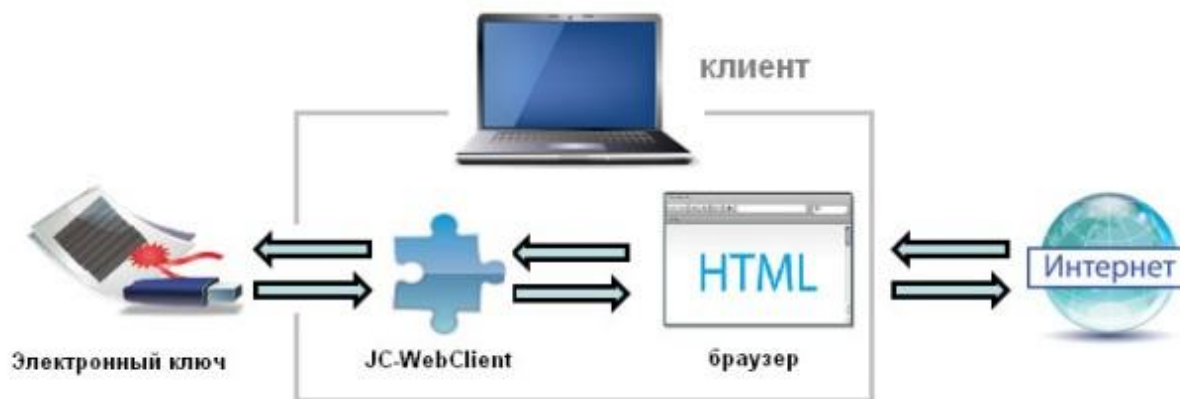 клиент
HTML
Интернет
Электронный ключ
JC-WebClient
браузер